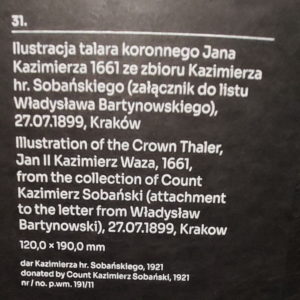 31.
Ilustracja talara koronnego Jana
Kazimierza 1661 ze zbioru Kazimierza
hr. Sobańskiego (załącznik do listu
Władysława Bartynowskiego),
27.07.1899, Kraków
Illustration of the Crown Thaler,
Jan II Kazimierz Waza, 1661,
from the collection of Count
Kazimierz Sobański (attachment
to the letter from Władysław
Bartynowski), 27.07.1899, Krakow
120,0 × 190,0 mm
dar Kazimierza hr. Sobańskiego, 1921
donated by Count Kazimierz Sobański, 1921
nr / no. p.wm. 191/11